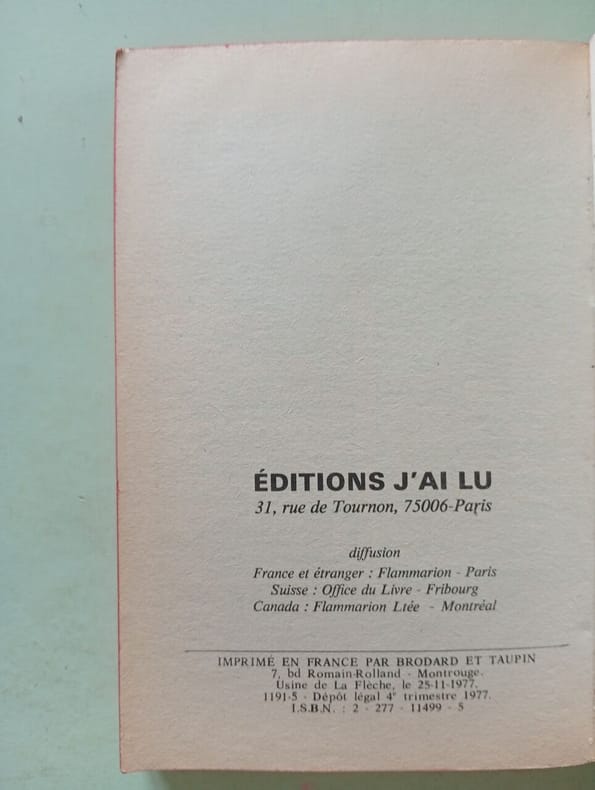 ÉDITIONS J'AI LU
31, rue de Tournon, 75006-Paris
diffusion
France et étranger : Flammarion - Paris
Suisse : Office du Livre - Fribourg
Canada : Flammarion Ltée - Montréal
IMPRIMÉ EN FRANCE PAR BRODARD ET TAUPIN
7, bd Romain-Rolland - Montrouge.
Usine de La Flèche, le 25-11-1977.
1191-5 - Dépôt légal 4e trimestre 1977.
I.S.B.N. : 2 - 277 - 11499 - 5